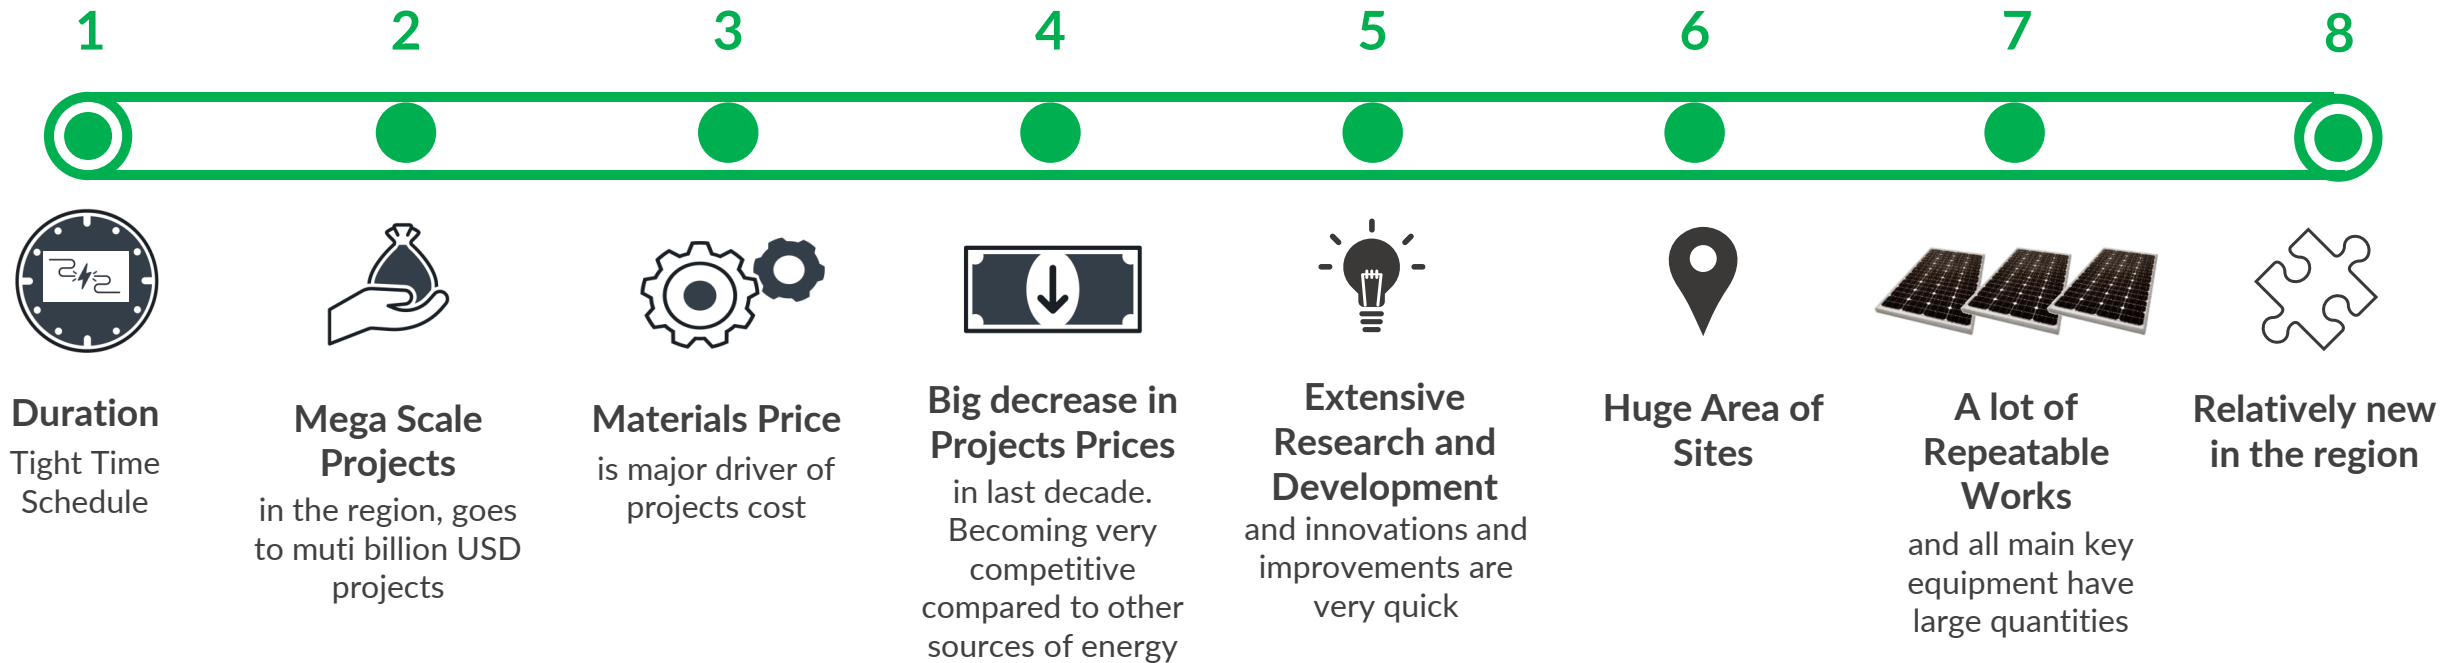 1
2
3
4
5
6
7
8
Duration
Tight Time
Schedule
Mega Scale
Projects
in the region, goes
to muti billion USD
projects
Materials Price
is major driver of
projects cost
Big decrease in
Projects Prices
in last decade.
Becoming very
competitive
compared to other
sources of energy
Extensive
Research and
Development
and innovations and
improvements are
very quick
Huge Area of
Sites
A lot of
Repeatable
Works
and all main key
equipment have
large quantities
Relatively new
in the region